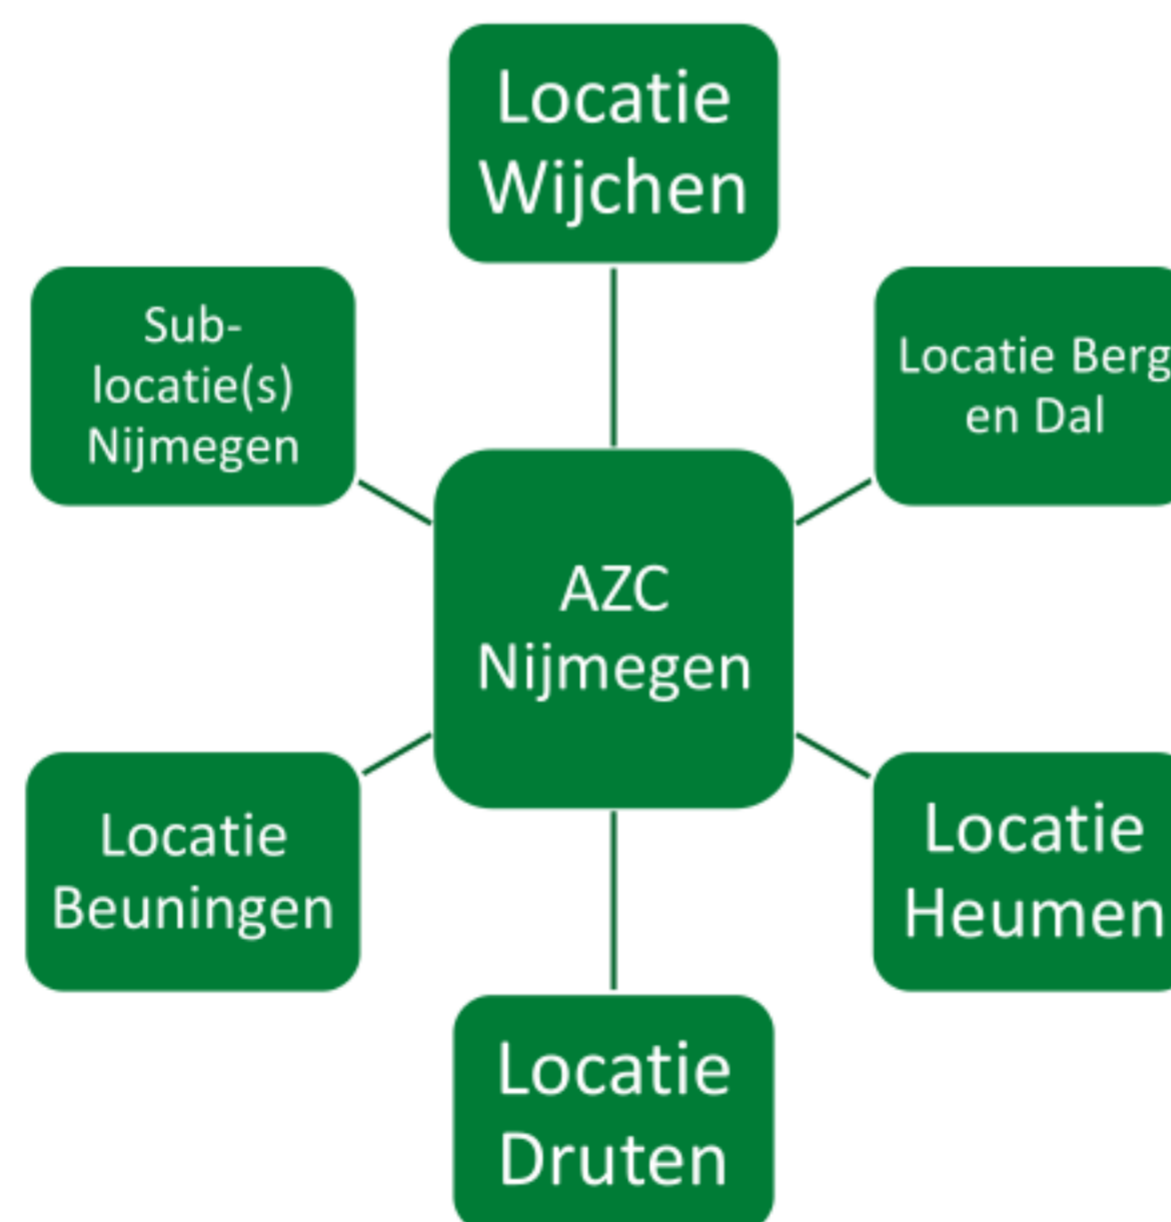 Locatie
Wijchen
Sub-
locatie(s)
Nijmegen
Locatie Berg
en Dal
AZC
Nijmegen
Locatie
Beuningen
Locatie
Heumen
Locatie
Druten